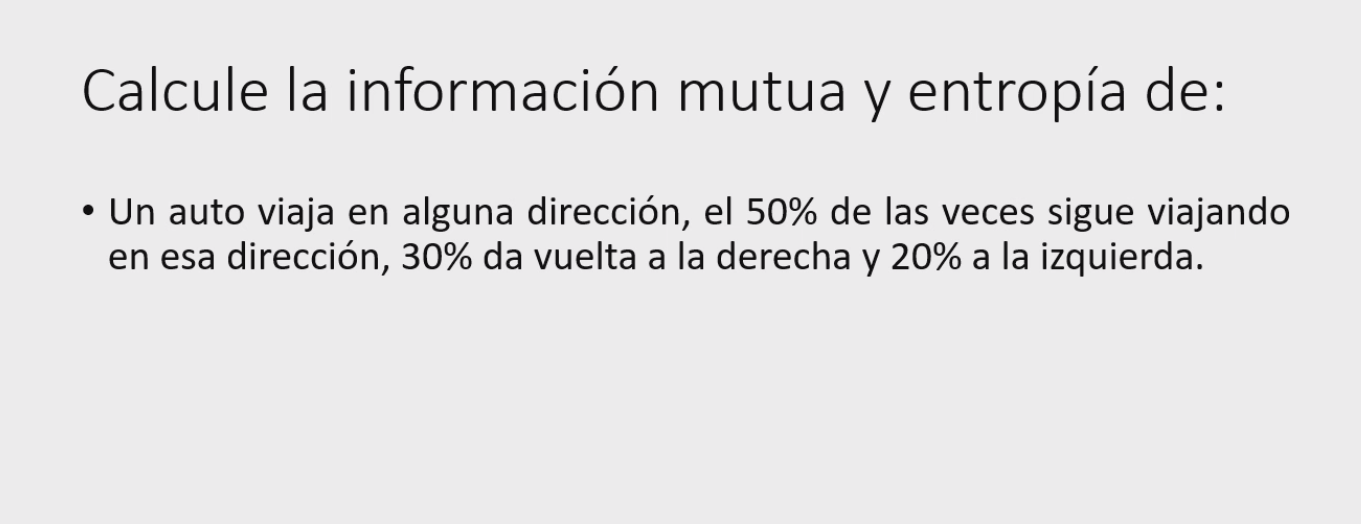 Calcule la información mutua y entropía de:
• Un auto viaja en alguna dirección, el 50% de las veces sigue viajando
en esa dirección, 30% da vuelta a la derecha y 20% a la izquierda.